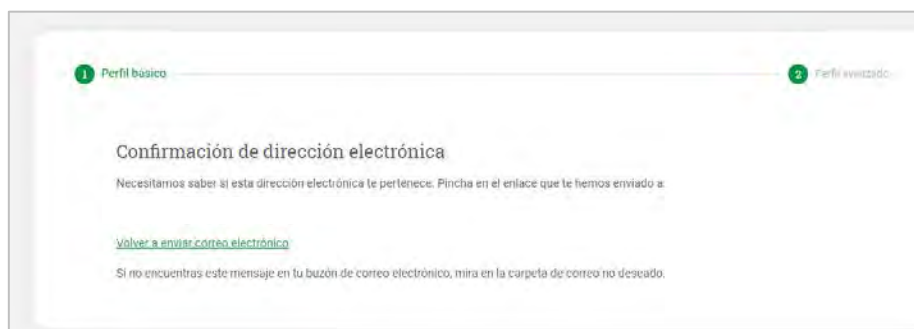 1 Perfil básico
2 Perfil avanzado
Confirmación de dirección electrónica
Necesitamos saber si esta dirección electrónica te pertenece. Pincha en el enlace que te hemos enviado a:
Volver a enviar correo electrónico
Si no encuentras este mensaje en tu buzón de correo electrónico, mira en la carpeta de correo no deseado.